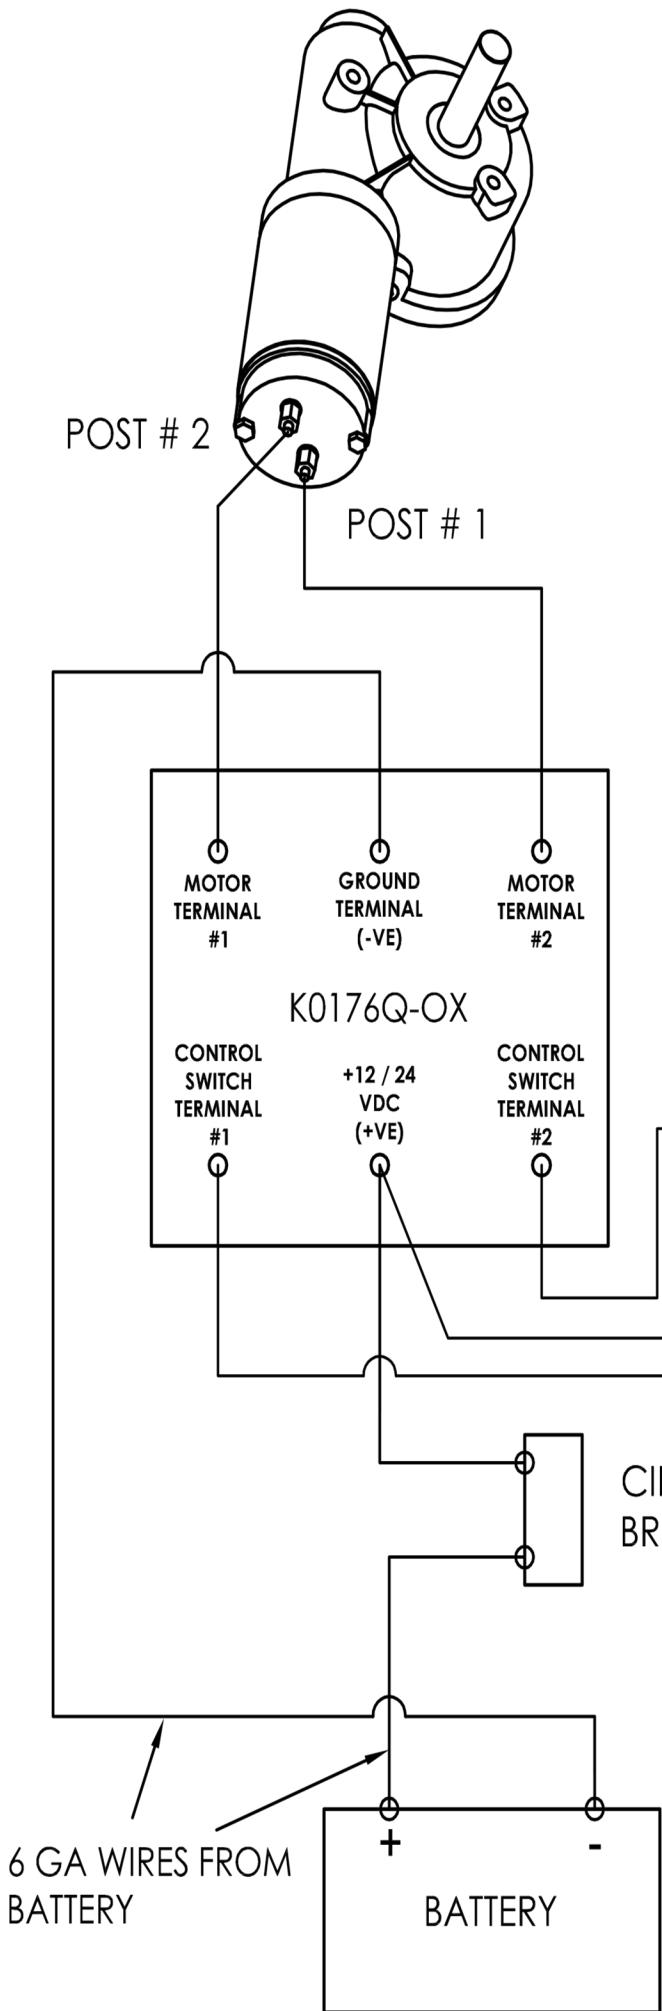 POST # 2
POST # 1
MOTOR
TERMINAL
#1
GROUND
TERMINAL
(-VE)
MOTOR
TERMINAL
#2
K0176Q-OX
CONTROL
SWITCH
TERMINAL
#1
+12 / 24
VDC
(+VE)
CONTROL
SWITCH
TERMINAL
#2
BR
6 GA WIRES FROM
BATTERY
+
-
BATTERY